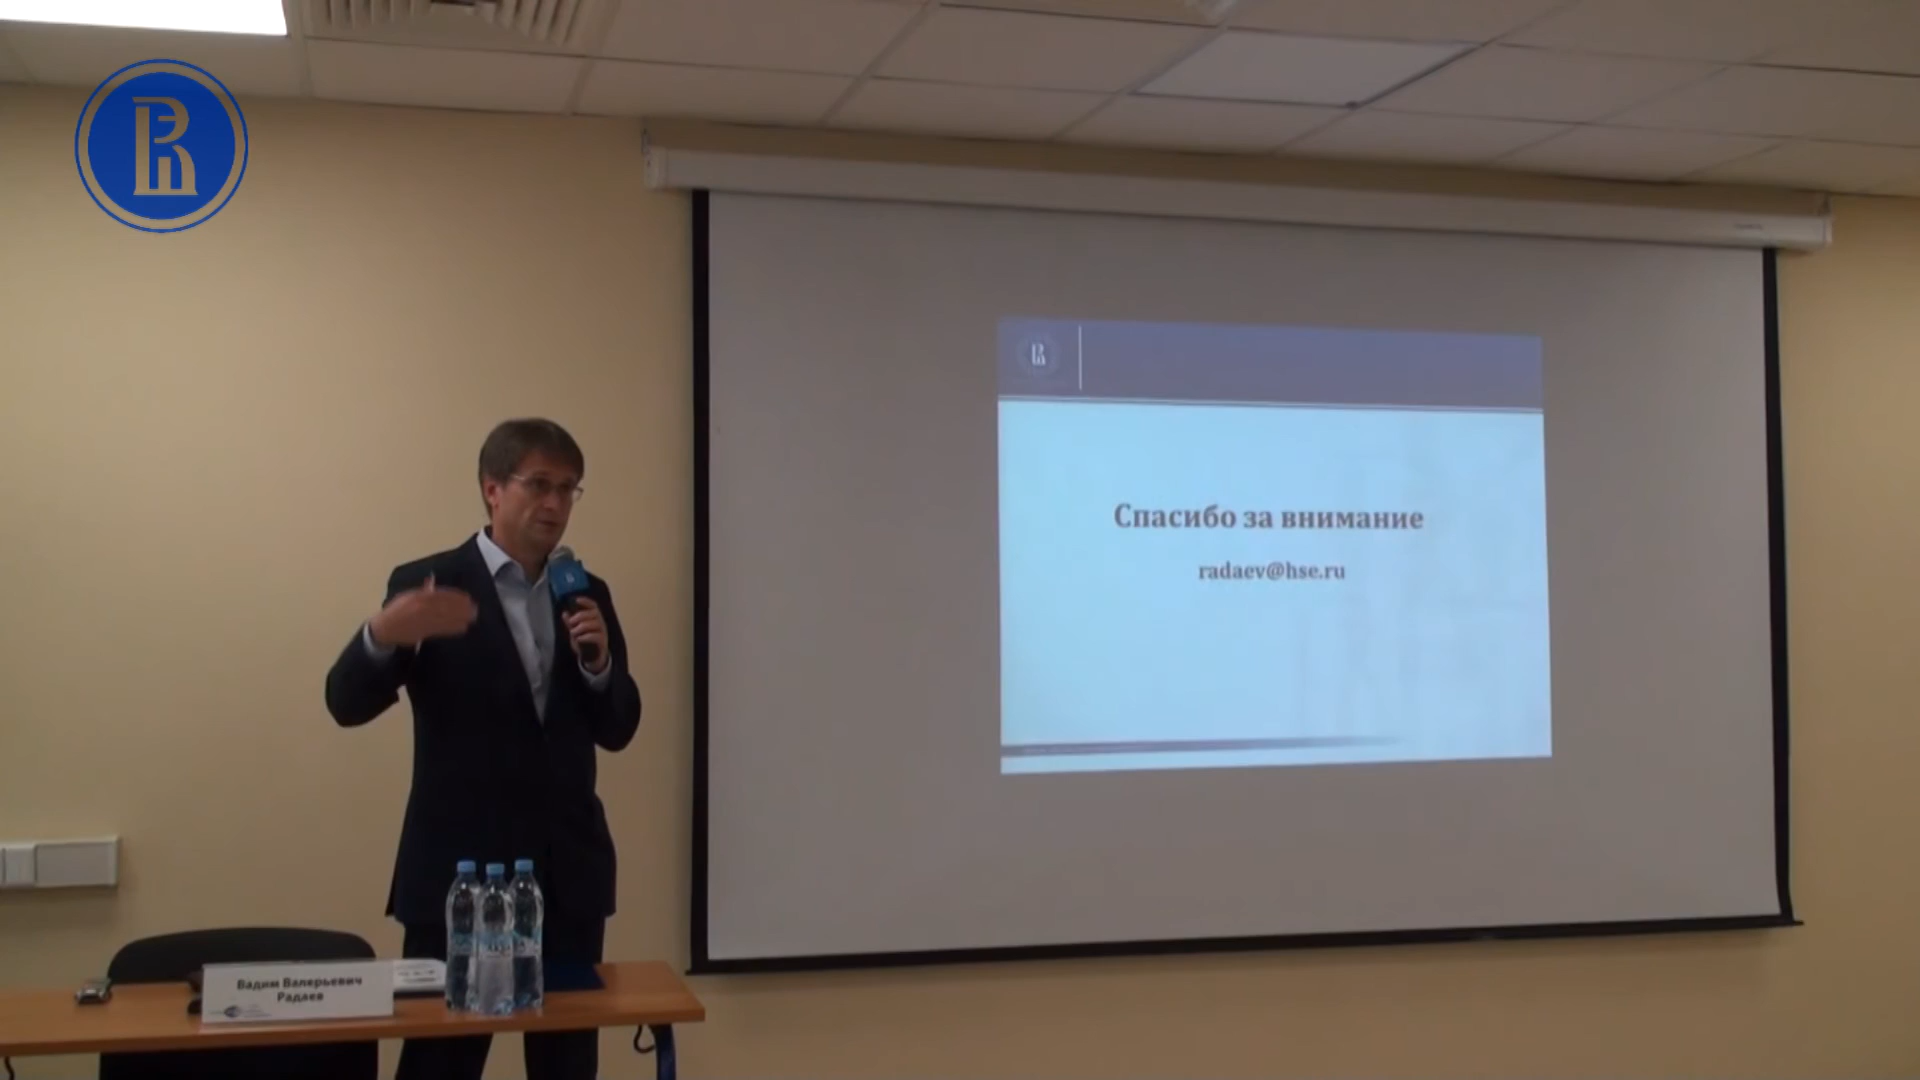 Спасибо за внимание
radaev@hse.ru
Вадим Валерьевич
Радаев